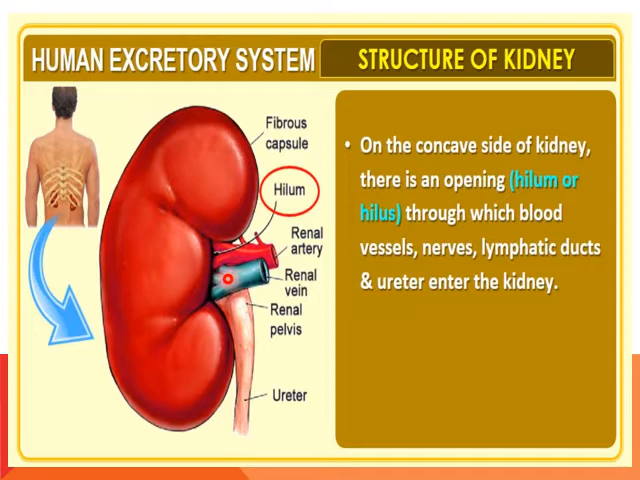 HUMAN EXCRETORY SYSTEM
STRUCTURE OF KIDNEY
Fibrous
capsule
Hilum
Renal
artery
Renal
vein
Renal
pelvis
Ureter
• On the concave side of kidney,
there is an opening (hilum or
hilus) through which blood
vessels, nerves, lymphatic ducts
& ureter enter the kidney.